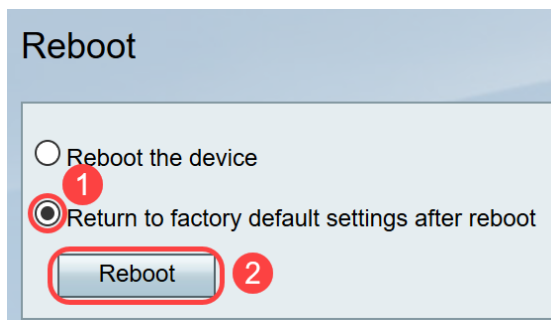 Reboot
Reboot the device
1
Return to factory default settings after reboot
Reboot 2